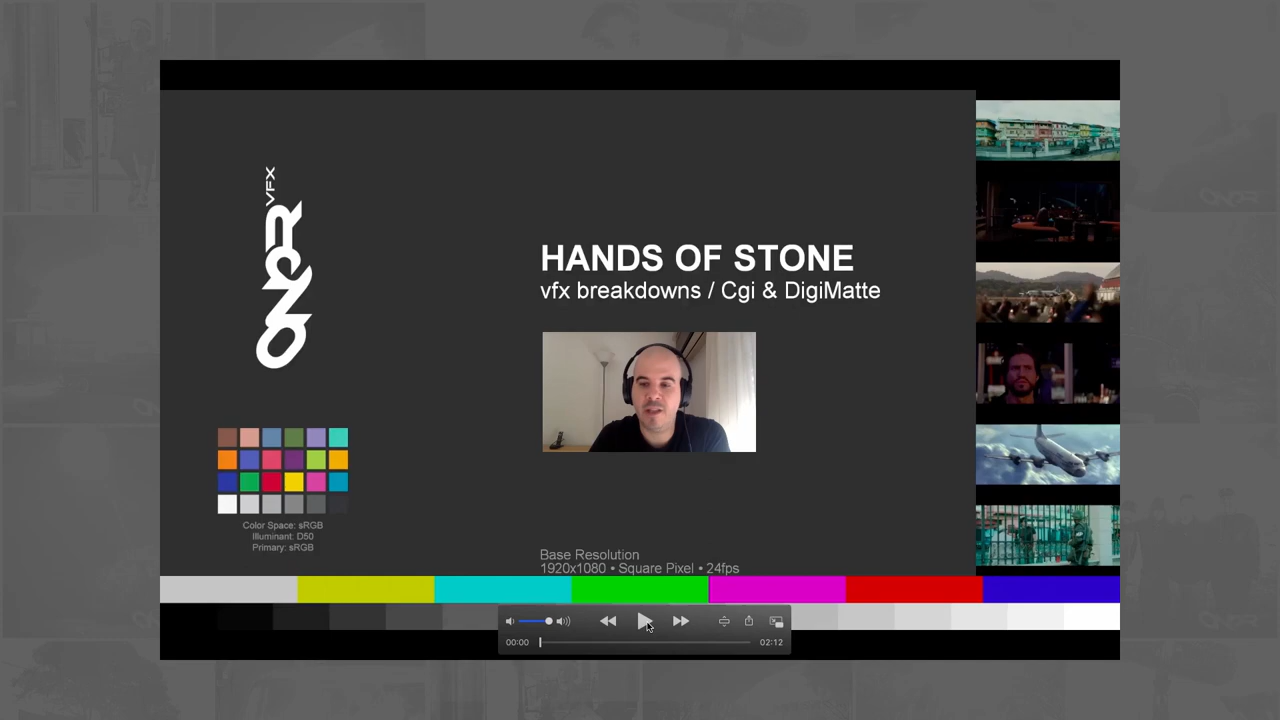 VFX
ONOR
HANDS OF STONE
vfx breakdowns / Cgi & DigiMatte
Color Space: sRGB
Illuminant: D50
Primary: sRGB
Base Resolution
1920x1080 • Square Pixel • 24fps
00:00
02:12